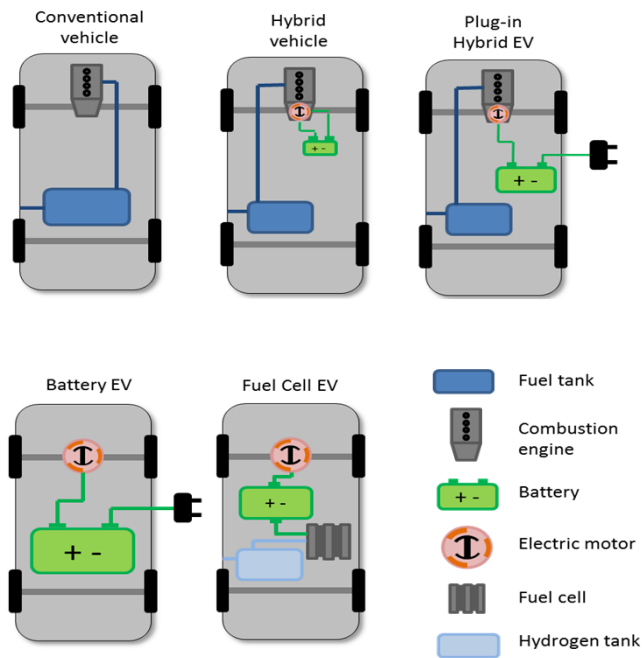 Conventional
vehicle
Hybrid
vehicle
Plug-in
Hybrid EV
+ -
+ -
Battery EV
Fuel Cell EV
+ -
+ -
Fuel tank
Combustion
engine
+ -
Battery
Electric motor
Fuel cell
Hydrogen tank